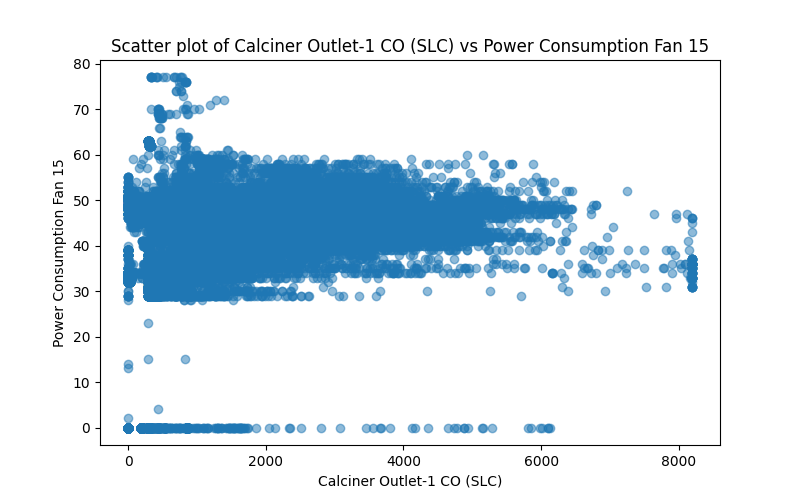 Scatter plot of Calciner Outlet-1 CO (SLC) vs Power Consumption Fan 15
80
70
60
50
40
30
20
10
0
Power Consumption Fan 15
0 2000 4000 6000 8000
Calciner Outlet-1 CO (SLC)